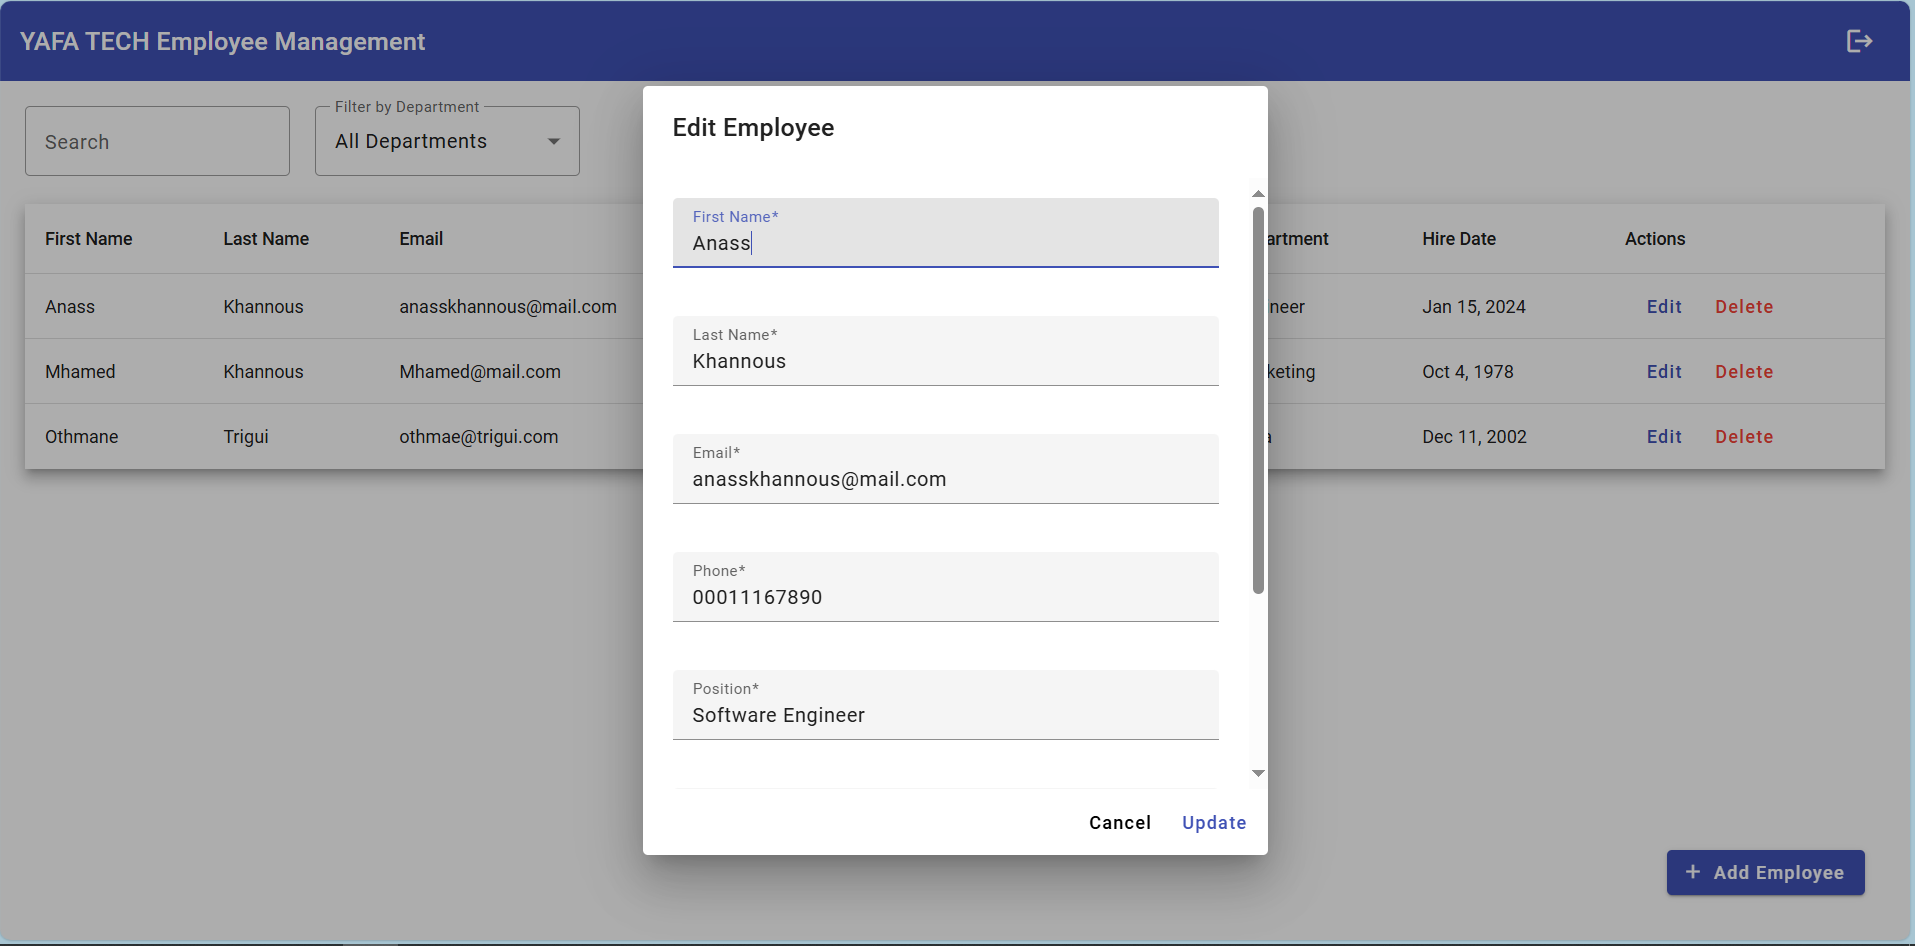 YAFA TECH Employee Management
Search
Filter by Department
All Departments
First Name Last Name Email artment Hire Date Actions
Anass Khannous anasskhannous@mail.com neer Jan 15, 2024 Edit Delete
Mhamed Khannous Mhamed@mail.com keting Oct 4, 1978 Edit Delete
Othmane Trigui othmae@trigui.com Dec 11, 2002 Edit Delete
Edit Employee
First Name*
Anass
Last Name*
Khannous
Email*
anasskhannous@mail.com
Phone*
00011167890
Position*
Software Engineer
Cancel Update
+ Add Employee